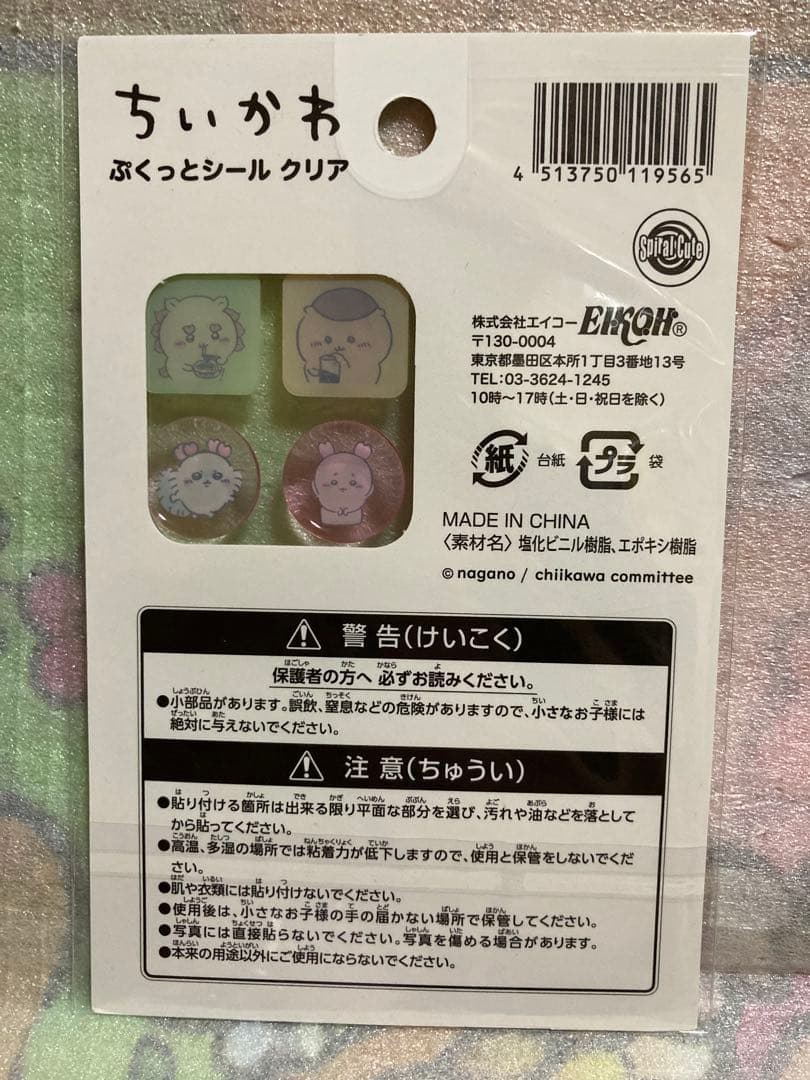 ちいかわ
ぷくっとシール クリア
4 513750 119565
Spiral Cute
株式会社エイコー EIKOH®
〒130-0004
東京都墨田区本所1丁目3番地13号
TEL:03-3624-1245
10時〜17時(土・日・祝日を除く)
紙 台紙 プラ 袋
MADE IN CHINA
〈素材名〉塩化ビニル樹脂、エポキシ樹脂
©nagano / chiikawa committee
警告(けいこく)
保護者の方へ 必ずお読みください。
●小部品があります。誤飲、窒息などの危険がありますので、小さなお子様には
絶対に与えないでください。
注意(ちゅうい)
●貼り付ける箇所は出来る限り平面な部分を選び、汚れや油などを落として
から貼ってください。
●高温、多湿の場所では粘着力が低下しますので、使用と保管をしないでくだ
さい。
●肌や衣類には貼り付けないでください。
●使用後は、小さなお子様の手の届かない場所で保管してください。
●写真には直接貼らないでください。写真を傷める場合があります。
●本来の用途以外にご使用にならないでください。